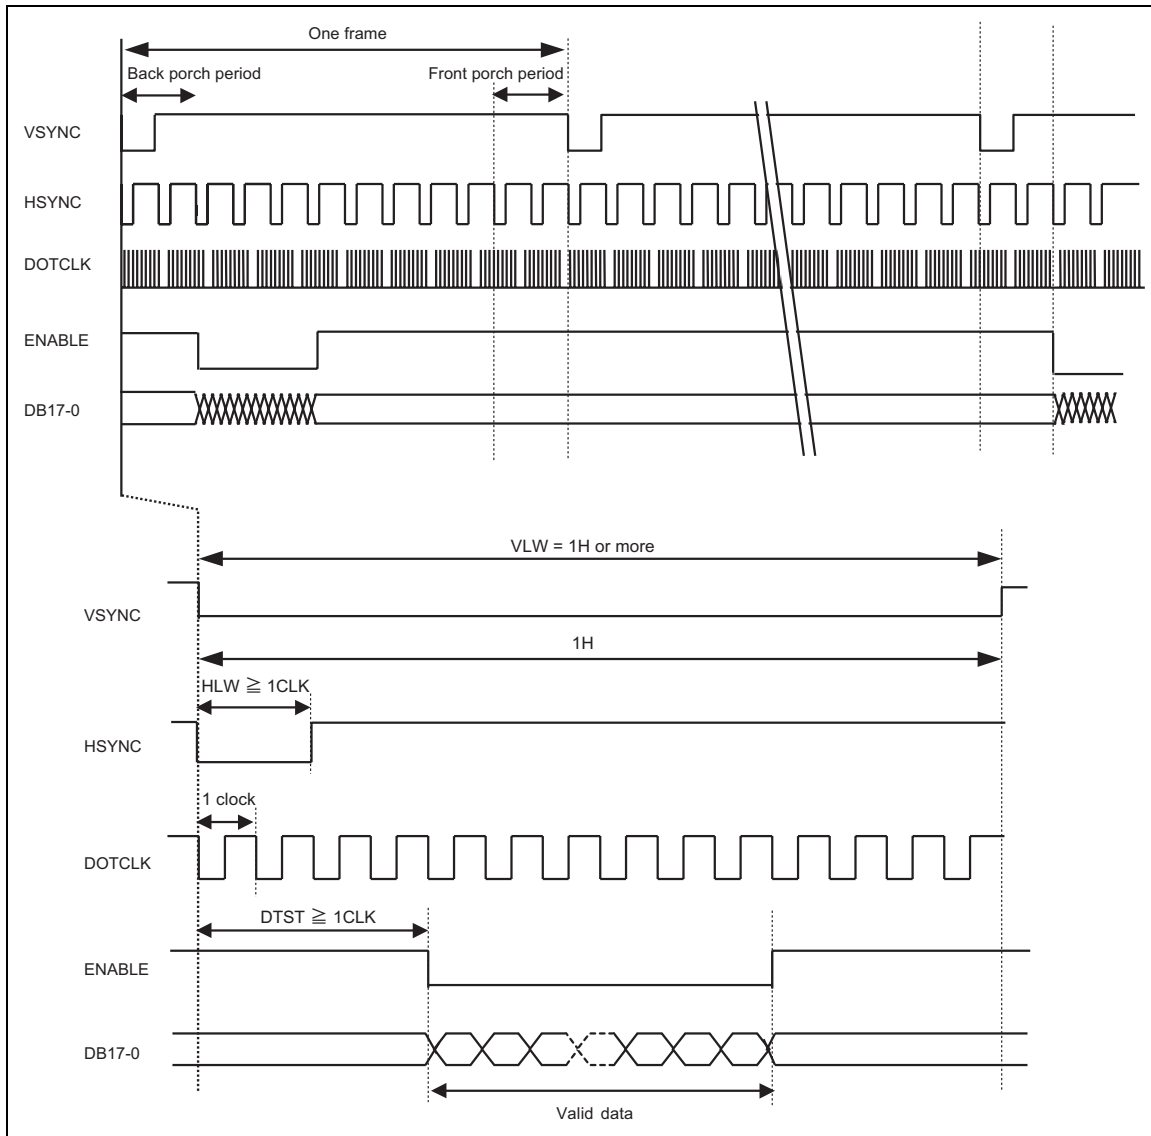 One frame
Back porch period
Front porch period
VSYNC
HSYNC
DOTCLK
ENABLE
DB17-0
VLW = 1H or more
VSYNC
1H
HLW ≧ 1CLK
HSYNC
1 clock
DOTCLK
DTST ≧ 1CLK
ENABLE
DB17-0
Valid data